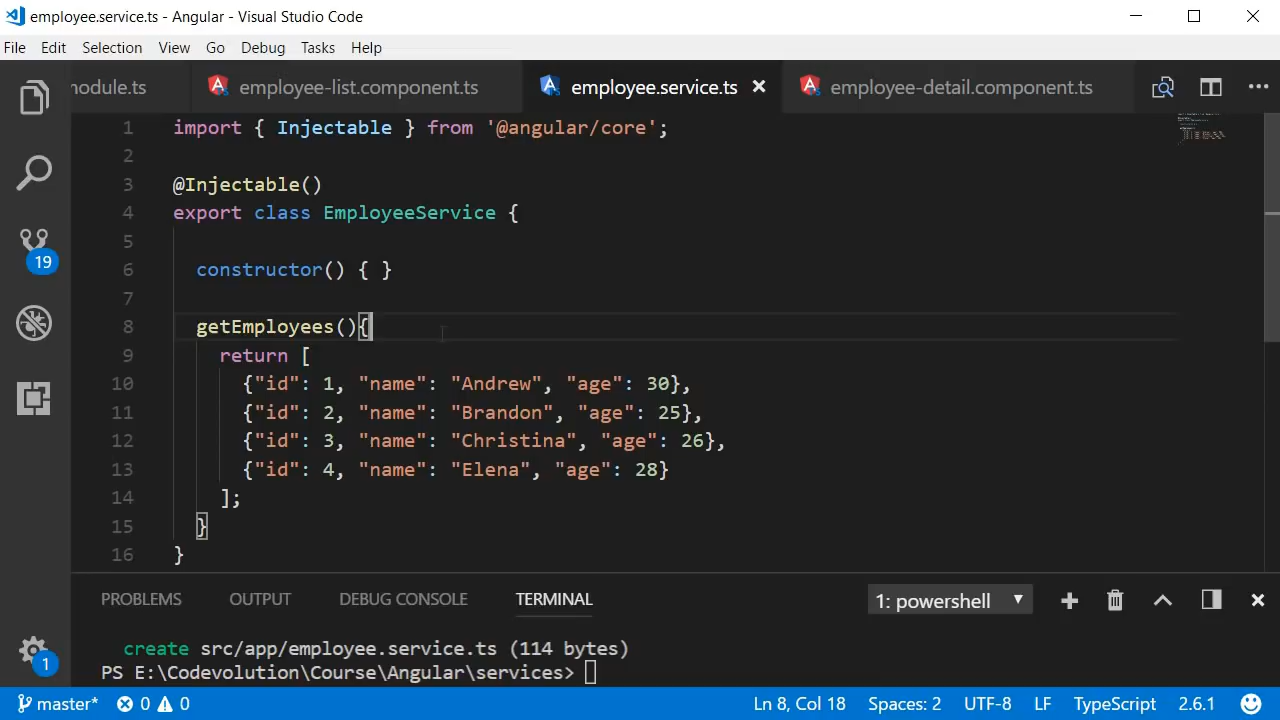 employee.service.ts - Angular - Visual Studio Code
File Edit Selection View Go Debug Tasks Help
nodule.ts employee-list.component.ts employee.service.ts employee-detail.component.ts
1 import { Injectable } from '@angular/core';
2
3 @Injectable()
4 export class EmployeeService {
5
6 constructor() { }
7
8 getEmployees(){
9 return [
10 {"id": 1, "name": "Andrew", "age": 30},
11 {"id": 2, "name": "Brandon", "age": 25},
12 {"id": 3, "name": "Christina", "age": 26},
13 {"id": 4, "name": "Elena", "age": 28}
14 ];
15 }
16 }
19
1
PROBLEMS OUTPUT DEBUG CONSOLE TERMINAL 1: powershell
create src/app/employee.service.ts (114 bytes)
PS E:\Codevolution\Course\Angular\services>
master* 0 0 Ln 8, Col 18 Spaces: 2 UTF-8 LF TypeScript 2.6.1